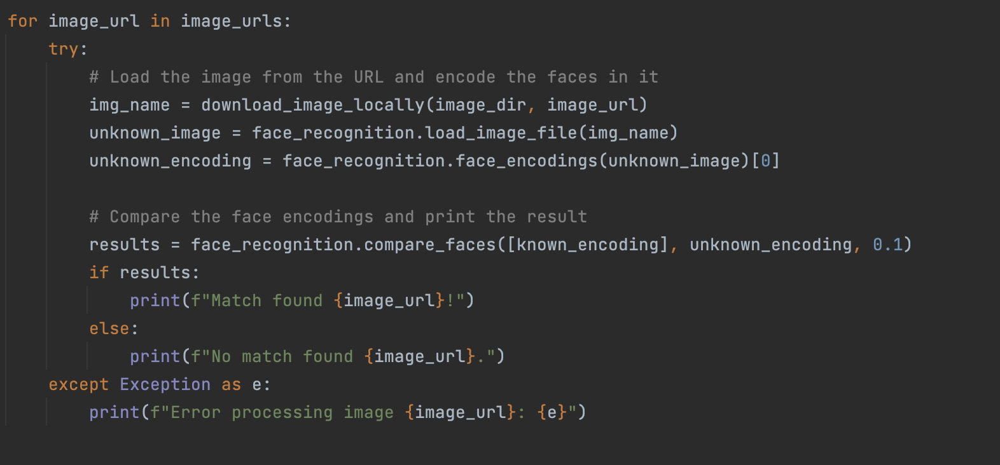 for image_url in image_urls:
    try:
        # Load the image from the URL and encode the faces in it
        img_name = download_image_locally(image_dir, image_url)
        unknown_image = face_recognition.load_image_file(img_name)
        unknown_encoding = face_recognition.face_encodings(unknown_image)[0]

        # Compare the face encodings and print the result
        results = face_recognition.compare_faces([known_encoding], unknown_encoding, 0.1)
        if results:
            print(f"Match found {image_url}!")
        else:
            print(f"No match found {image_url}.")
    except Exception as e:
        print(f"Error processing image {image_url}: {e}")